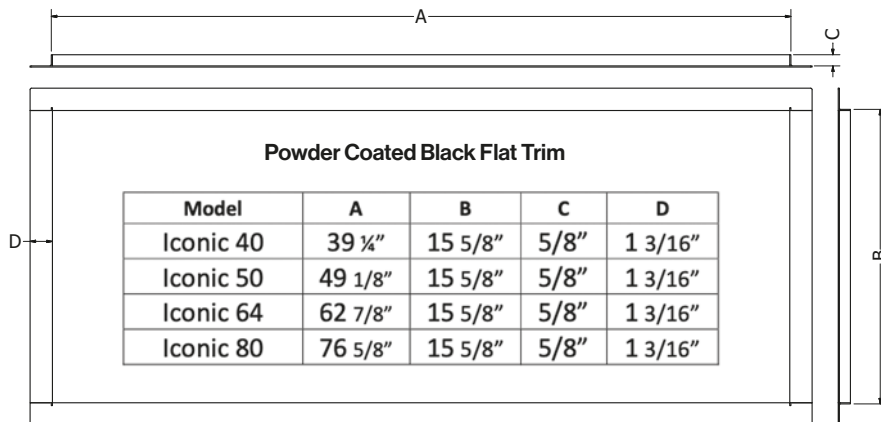 A
C
Powder Coated Black Flat Trim
Model A B C D
Iconic 40 39 ¼” 15 5/8” 5/8” 1 3/16”
D
Iconic 50 49 1/8” 15 5/8” 5/8” 1 3/16”
B
Iconic 64 62 7/8” 15 5/8” 5/8” 1 3/16”
Iconic 80 76 5/8” 15 5/8” 5/8” 1 3/16”